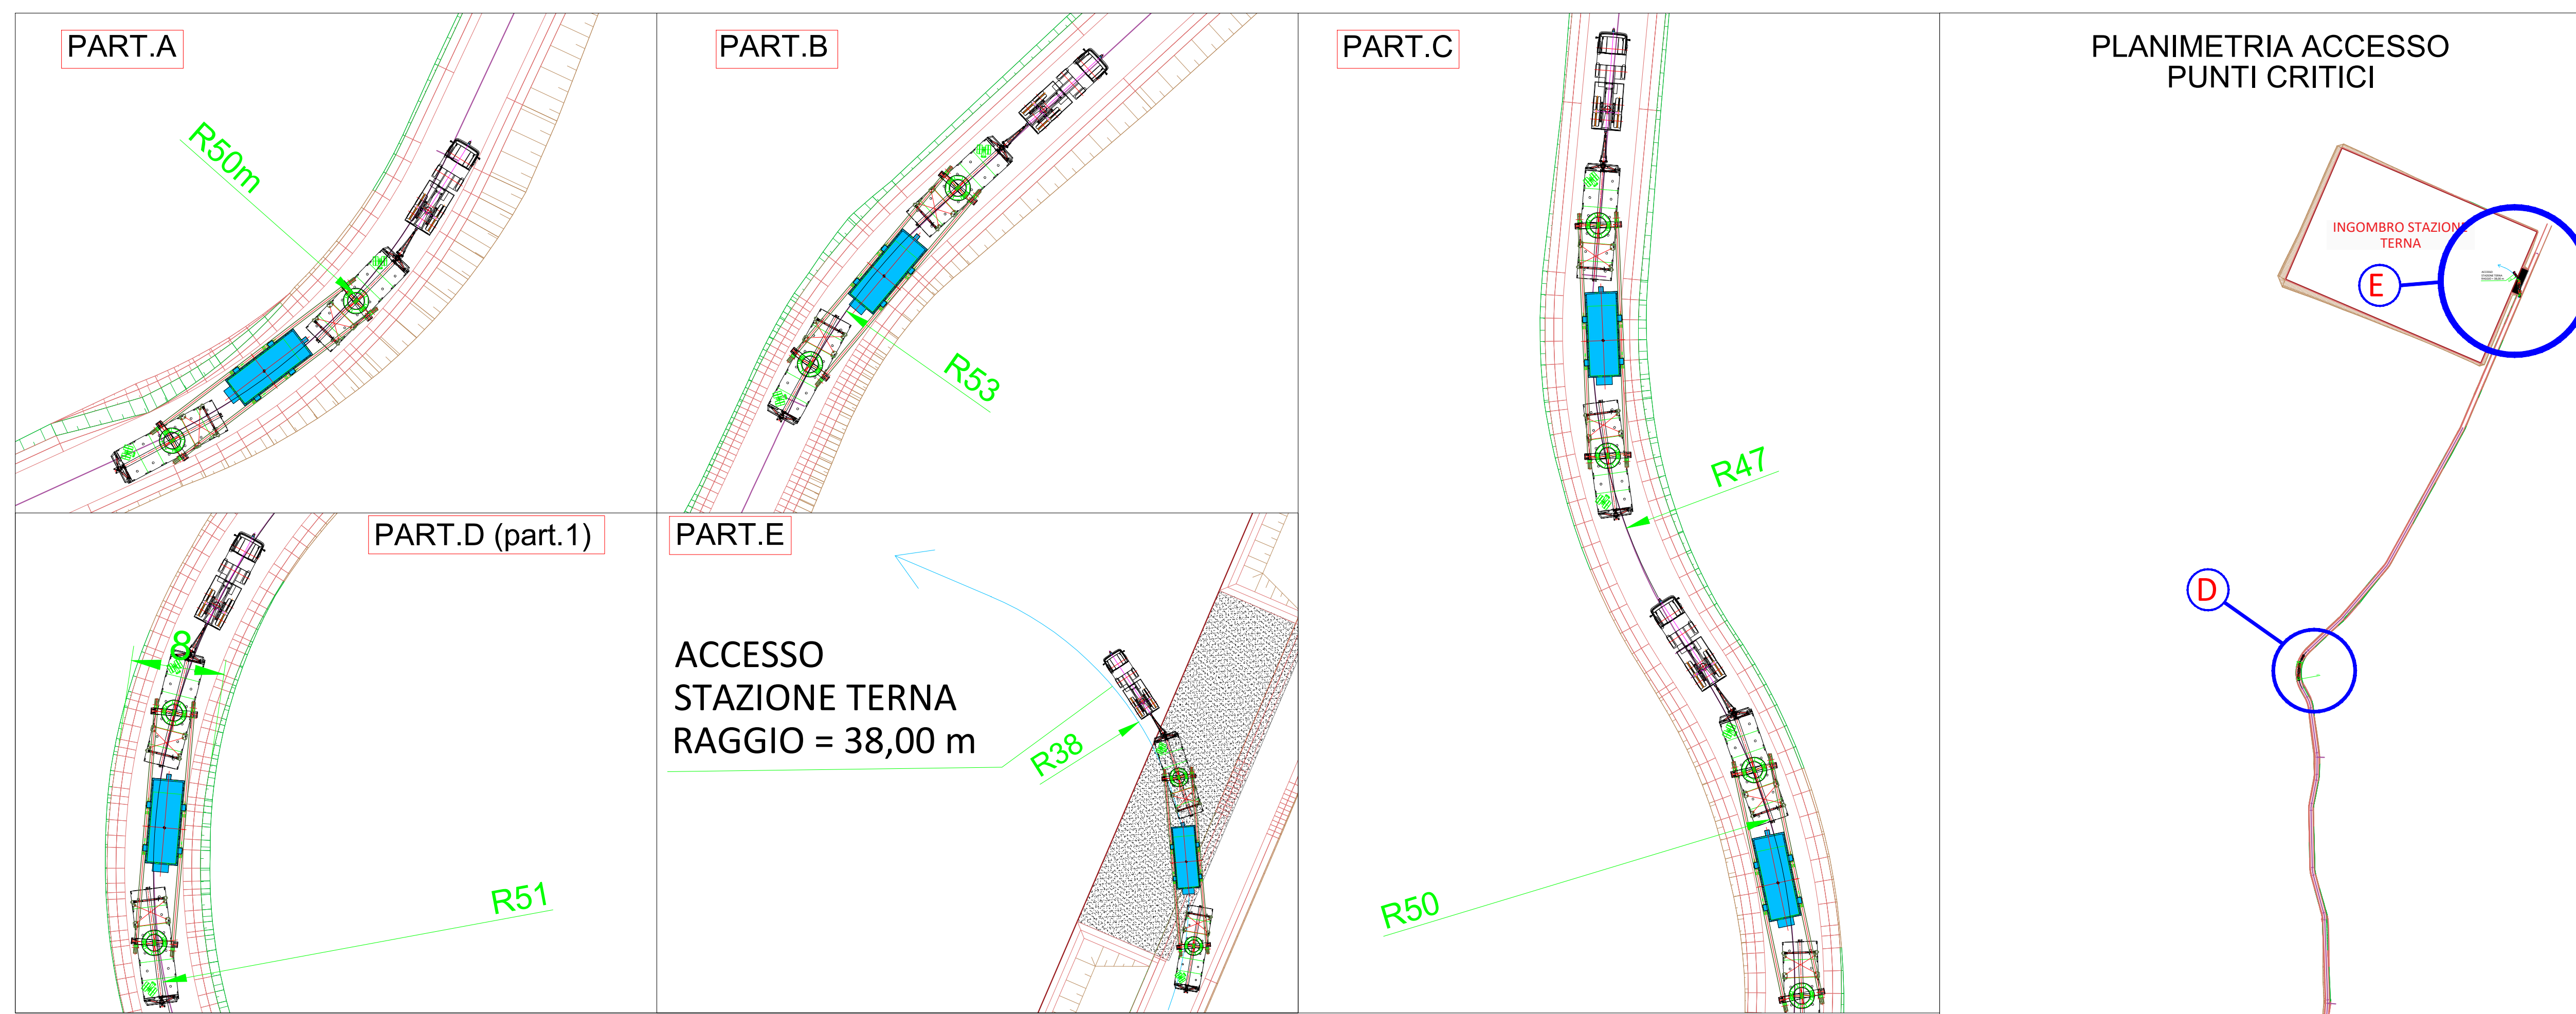 PART.A
R50m
PART.B
R53
PART.C
R47
R50
PART.D (part.1)
8
R51
PART.E
ACCESSO
STAZIONE TERNA
RAGGIO = 38,00 m
R38
PLANIMETRIA ACCESSO
PUNTI CRITICI
INGOMBRO STAZIONE
TERNA
E
D